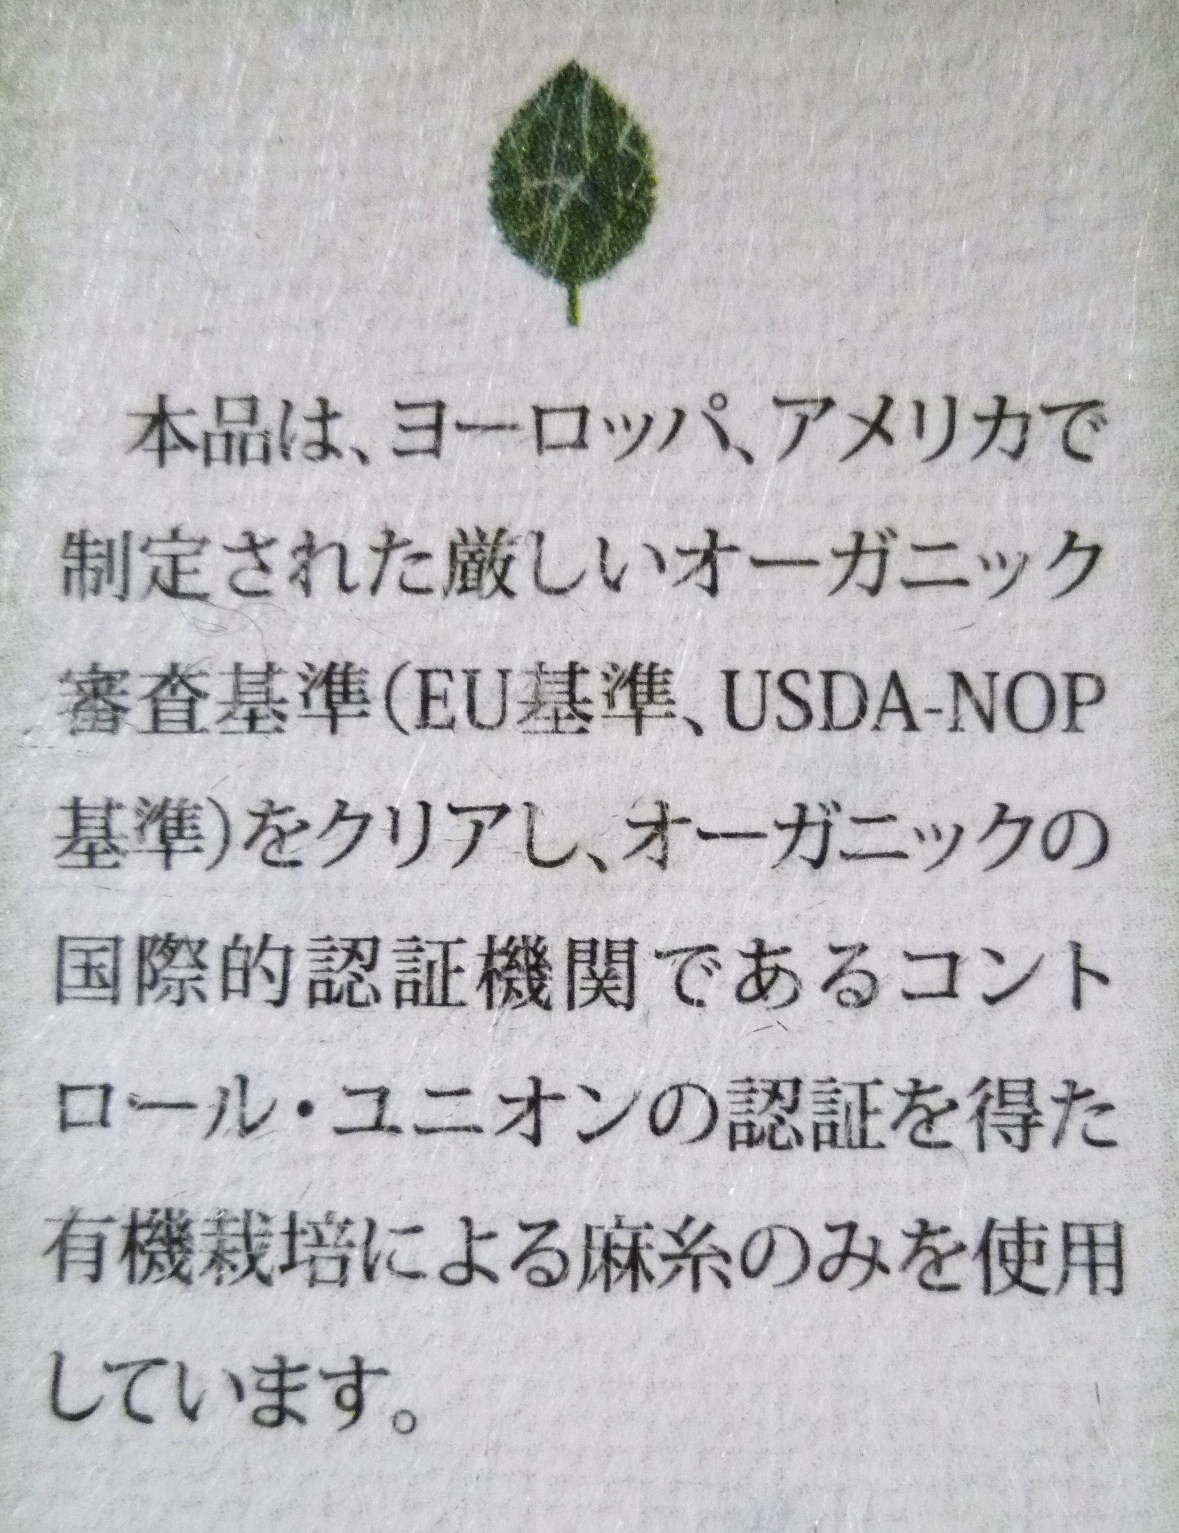 本品は、ヨーロッパ、アメリカで
制定された厳しいオーガニック
審査基準(EU基準、USDA-NOP
基準)をクリアし、オーガニックの
国際的認証機関であるコント
ロール・ユニオンの認証を得た
有機栽培による麻糸のみを使用
しています。